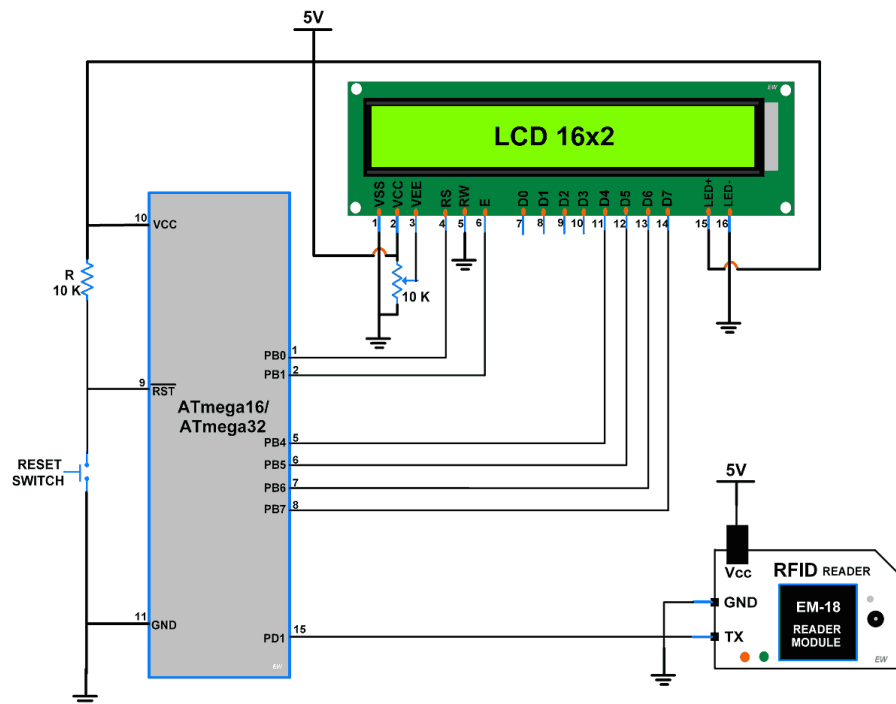 5V
EW
LCD 16x2
VSS VCC VEE RS RW E D0 D1 D2 D3 D4 D5 D6 D7 LED+ LED-
1 2 3 4 5 6 7 8 9 10 11 12 13 14 15 16
10 VCC
R
10 K
10 K
PB0 1
PB1 2
9 RST
ATmega16/
ATmega32
PB4 5
PB5 6
PB6 7
PB7 8
RESET
SWITCH
5V
Vcc
RFID READER
GND
EM-18
READER
MODULE
TX
11 GND
PD1 15
EW
EW